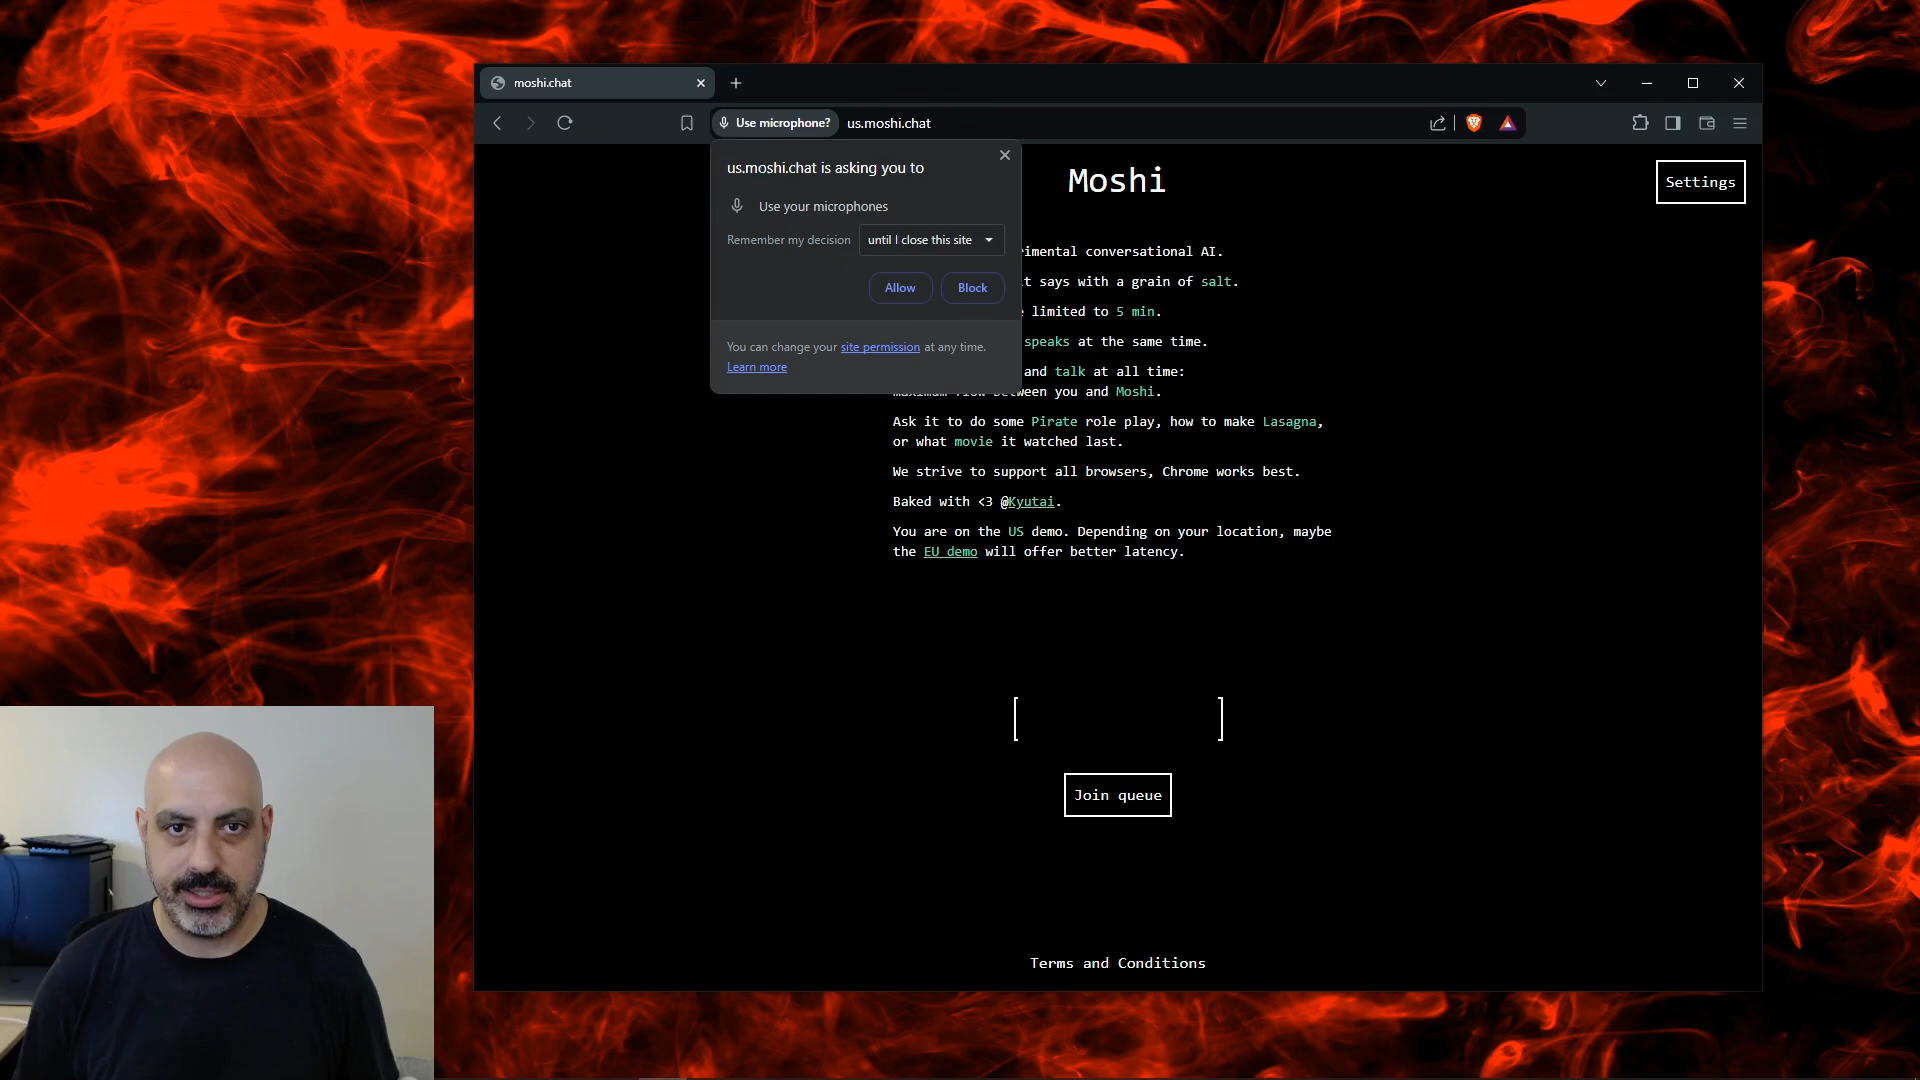 moshi.chat
Use microphone?
us.moshi.chat
us.moshi.chat is asking you to
Use your microphones
Remember my decision
until I close this site
Allow
Block
You can change your site permission at any time.
Learn more
Moshi
Settings
rimental conversational AI.
t says with a grain of salt.
limited to 5 min.
speaks at the same time.
and talk at all time:
between you and Moshi.
Ask it to do some Pirate role play, how to make Lasagna,
or what movie it watched last.
We strive to support all browsers, Chrome works best.
Baked with <3 @Kyutai.
You are on the US demo. Depending on your location, maybe
the EU demo will offer better latency.
[ ]
Join queue
Terms and Conditions